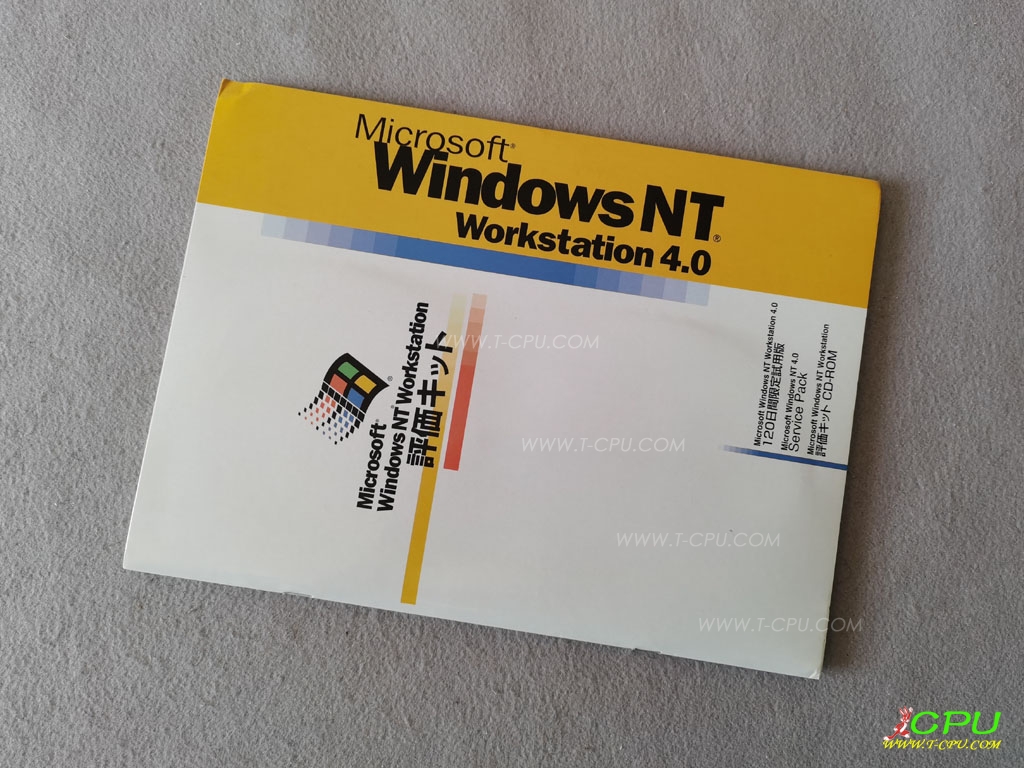 Microsoft®
Windows NT®
Workstation 4.0
Microsoft®
Windows NT® Workstation
評価キット
Microsoft Windows NT Workstation 4.0
120日間限定試用版
Microsoft Windows NT 4.0
Service Pack
Microsoft Windows NT Workstation
評価キット CD-ROM
WWW.T-CPU.COM
WWW.T-CPU.COM
WWW.T-CPU.COM
WWW.T-CPU.COM
CPU
WWW.T-CPU.COM